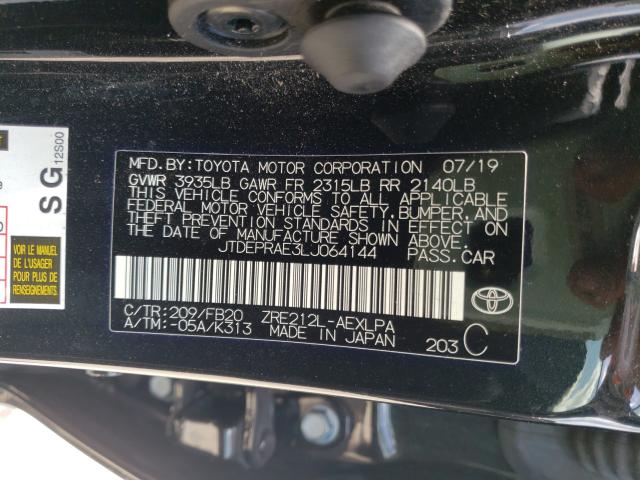 MFD.BY:TOYOTA MOTOR CORPORATION 07/19
GVWR 3935LB GAWR FR 2315LB RR 2140LB
THIS VEHICLE CONFORMS TO ALL APPLICABLE
FEDERAL MOTOR VEHICLE SAFETY, BUMPER, AND
THEFT PREVENTION STANDARDS IN EFFECT ON
THE DATE OF MANUFACTURE SHOWN ABOVE.
JTDEPRAE3LJ064144 PASS.CAR
C/TR:209/FB20 ZRE212L-AEXLPA
A/TM:-05A/K313 MADE IN JAPAN 203 C
SG 12S00
VOIR LE MANUEL
DE L'USAGER
POUR PLUS DE
RENSEIGNEMENTS